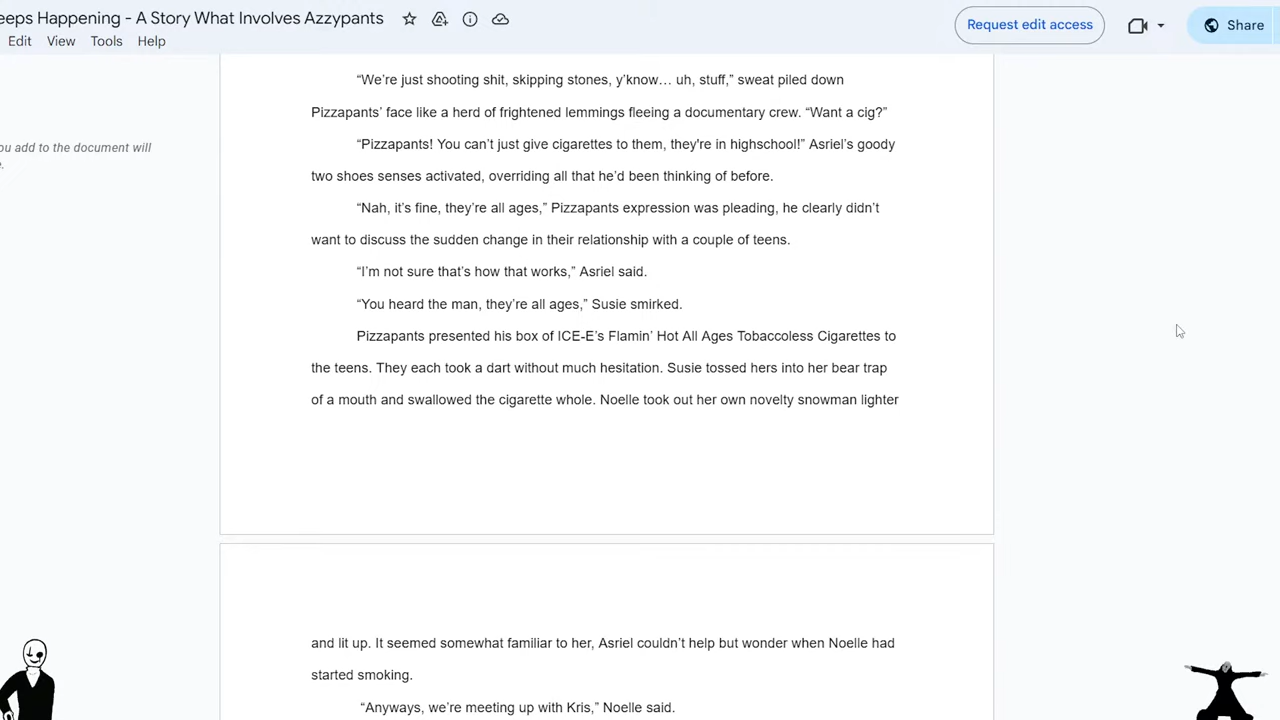 eeps Happening - A Story What Involves Azzypants
Request edit access
Share
Edit View Tools Help
“We’re just shooting shit, skipping stones, y’know… uh, stuff,” sweat piled down
Pizzapants’ face like a herd of frightened lemmings fleeing a documentary crew. “Want a cig?”
“Pizzapants! You can’t just give cigarettes to them, they're in highschool!” Asriel’s goody
two shoes senses activated, overriding all that he’d been thinking of before.
“Nah, it’s fine, they’re all ages,” Pizzapants expression was pleading, he clearly didn’t
want to discuss the sudden change in their relationship with a couple of teens.
“I’m not sure that’s how that works,” Asriel said.
“You heard the man, they’re all ages,” Susie smirked.
Pizzapants presented his box of ICE-E’s Flamin’ Hot All Ages Tobaccoless Cigarettes to
the teens. They each took a dart without much hesitation. Susie tossed hers into her bear trap
of a mouth and swallowed the cigarette whole. Noelle took out her own novelty snowman lighter
ou add to the document will
e.
and lit up. It seemed somewhat familiar to her, Asriel couldn’t help but wonder when Noelle had
started smoking.
“Anyways, we’re meeting up with Kris,” Noelle said.